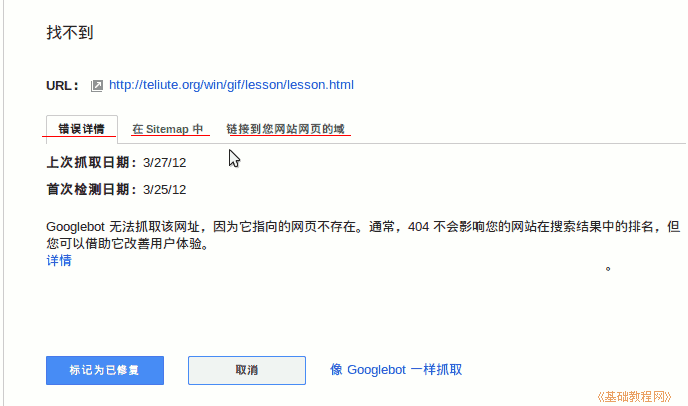 找不到
URL： http://teliute.org/win/gif/lesson/lesson.html
错误详情 在 Sitemap 中 链接到您网站网页的域
上次抓取日期：3/27/12
首次检测日期：3/25/12
Googlebot 无法抓取该网址，因为它指向的网页不存在。通常，404 不会影响您的网站在搜索结果中的排名，但
您可以借助它改善用户体验。
详情
。
标记为已修复 取消 像 Googlebot 一样抓取
《基础教程网》